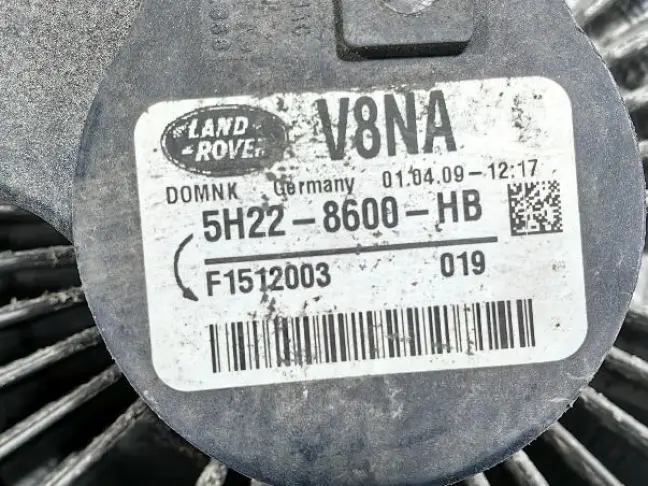 LAND
ROVER
V8NA
DOMNK Germany 01.04.09-12:17
5H22-8600-HB
F1512003 019